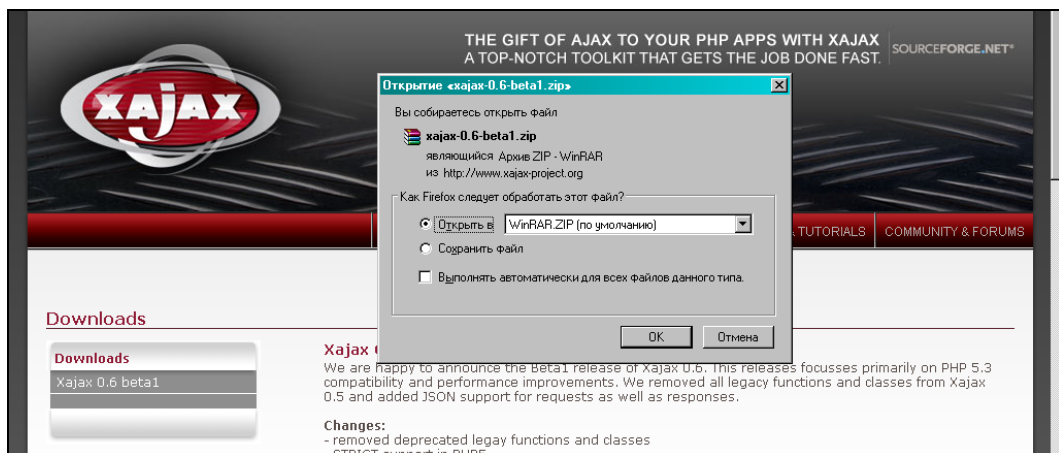 THE GIFT OF AJAX TO YOUR PHP APPS WITH XAJAX
A TOP-NOTCH TOOLKIT THAT GETS THE JOB DONE FAST.
SOURCEFORGE.NET®
XAJAX
Открытие «xajax-0.6-beta1.zip»
Вы собираетесь открыть файл
xajax-0.6-beta1.zip
являющийся Архив ZIP - WinRAR
из http://www.xajax-project.org
Как Firefox следует обработать этот файл?
Открыть в WinRAR.ZIP (по умолчанию)
Сохранить файл
Выполнять автоматически для всех файлов данного типа.
OK Отмена
TUTORIALS COMMUNITY & FORUMS
Downloads
Downloads
Xajax 0.6 beta1
Xajax
We are happy to announce the Beta1 release of Xajax 0.6. This releases focusses primarily on PHP 5.3
compatibility and performance improvements. We removed all legacy functions and classes from Xajax
0.5 and added JSON support for requests as well as responses.
Changes:
- removed deprecated legay functions and classes